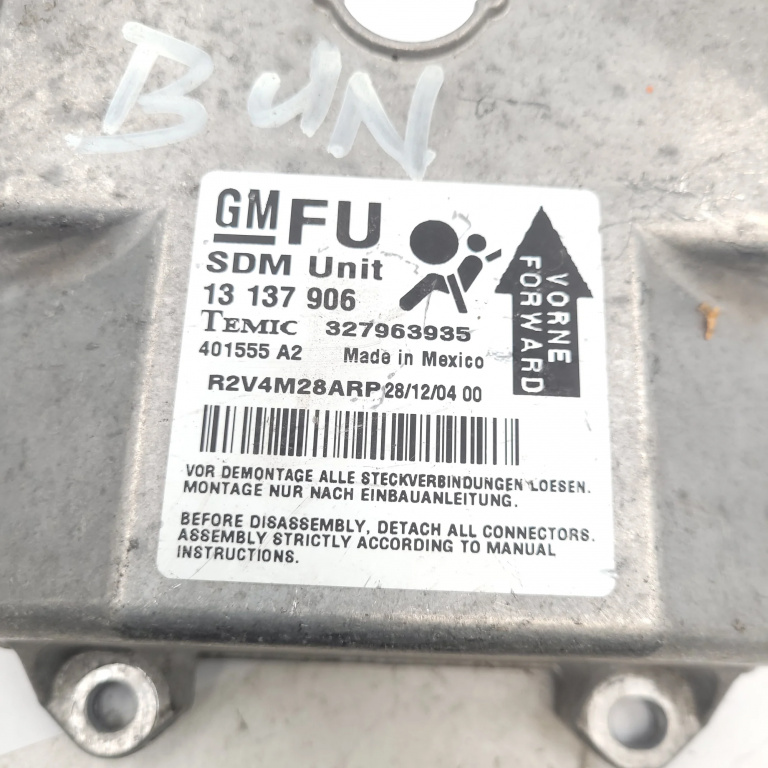 BUN
GM FU
SDM Unit
13 137 906
TEMIC 327963935
401555 A2 Made in Mexico
R2V4M28ARP 28/12/04 00
VORNE
FORWARD
VOR DEMONTAGE ALLE STECKVERBINDUNGEN LOESEN.
MONTAGE NUR NACH EINBAUANLEITUNG.
BEFORE DISASSEMBLY, DETACH ALL CONNECTORS.
ASSEMBLY STRICTLY ACCORDING TO MANUAL
INSTRUCTIONS.